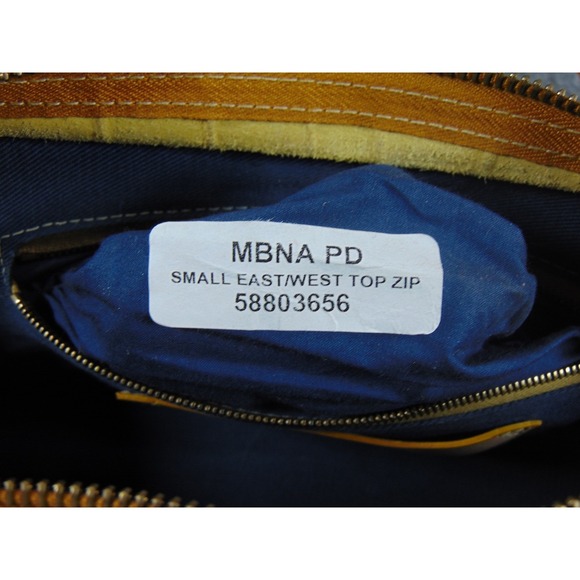 MBNA PD
SMALL EAST/WEST TOP ZIP
58803656